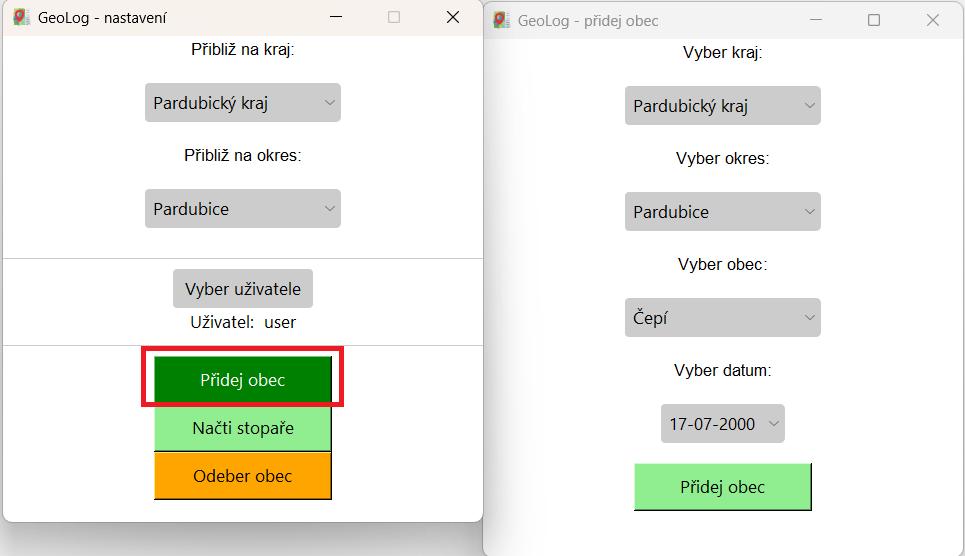 GeoLog - nastavení
Přibliž na kraj:
Pardubický kraj
Přibliž na okres:
Pardubice
Vyber uživatele
Uživatel: user
Přidej obec
Načti stopaře
Odeber obec
GeoLog - přidej obec
Vyber kraj:
Pardubický kraj
Vyber okres:
Pardubice
Vyber obec:
Čepí
Vyber datum:
17-07-2000
Přidej obec